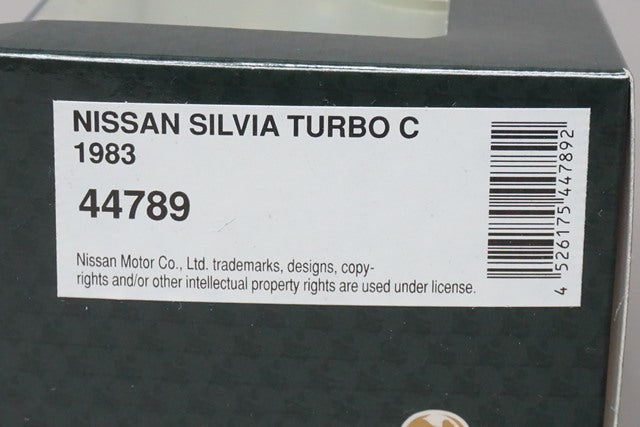 NISSAN SILVIA TURBO C
1983
44789
Nissan Motor Co., Ltd. trademarks, designs, copy-
rights and/or other intellectual property rights are used under license.
4 526175 447892